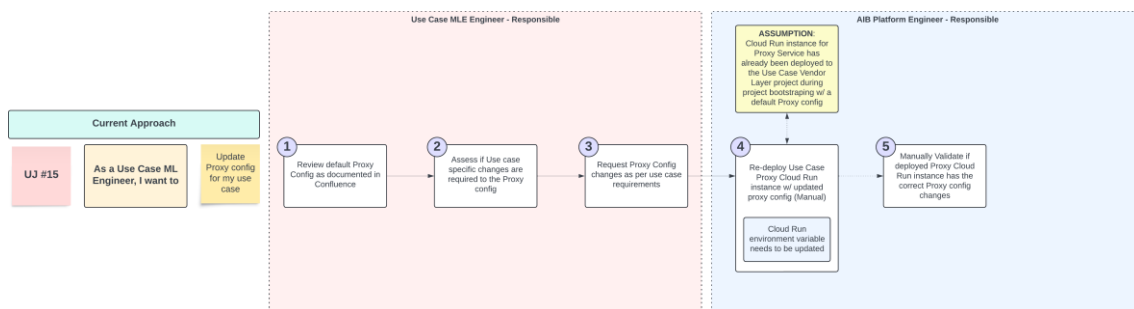 Use Case MLE Engineer - Responsible
AIB Platform Engineer - Responsible
ASSUMPTION:
Cloud Run instance for
Proxy Service has
already been deployed to
the Use Case Vendor
Layer project during
project bootstraping w/ a
default Proxy config
Current Approach
UJ #15
As a Use Case ML
Engineer, I want to
Update
Proxy config
for my use
case
1
Review default Proxy
Config as documented in
Confluence
2
Assess if Use case
specific changes are
required to the Proxy
config
3
Request Proxy Config
changes as per use case
requirements
4
Re-deploy Use Case
Proxy Cloud Run
instance w/ updated
proxy config (Manual)
Cloud Run
environment variable
needs to be updated
5
Manually Validate if
deployed Proxy Cloud
Run instance has the
correct Proxy config
changes